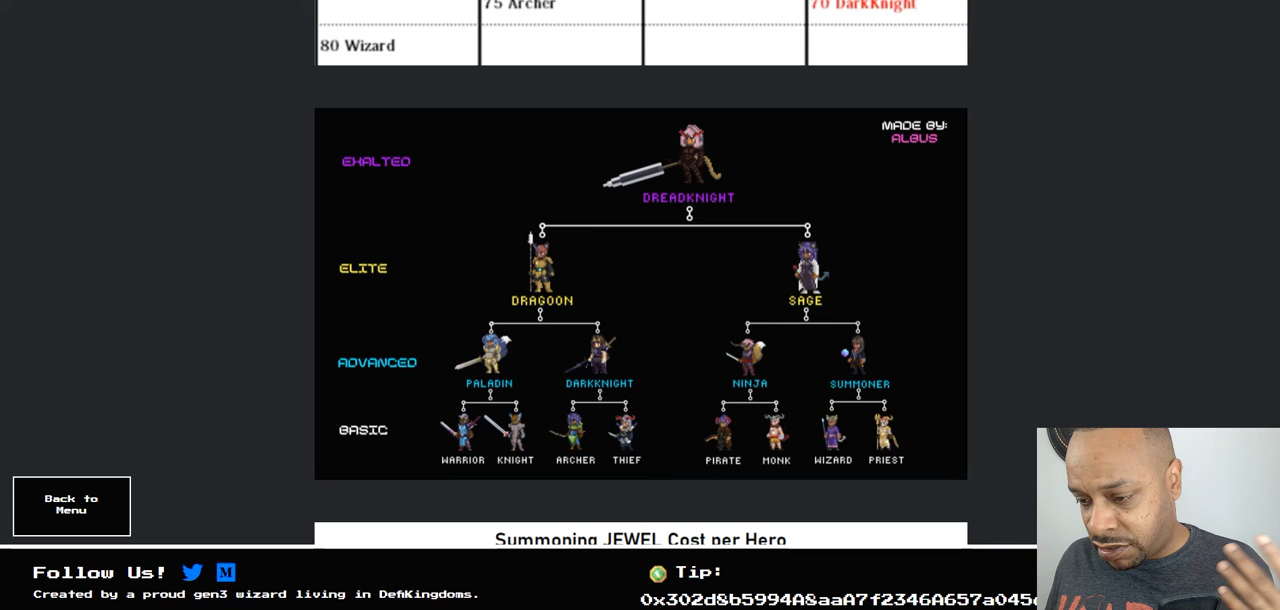 75 Archer
70 DarkKnight
80 Wizard
MADE BY:
ALBUS
EXALTED
DREADKNIGHT
ELITE
DRAGOON
SAGE
ADVANCED
PALADIN
DARKKNIGHT
NINJA
SUMMONER
BASIC
WARRIOR
KNIGHT
ARCHER
THIEF
PIRATE
MONK
WIZARD
PRIEST
Back to
Menu
Summoning JEWEL Cost per Hero
Follow Us!
Tip:
Created by a proud gen3 wizard living in DefiKingdoms.
0x302d8b5994A8aaA7f2346A657a045